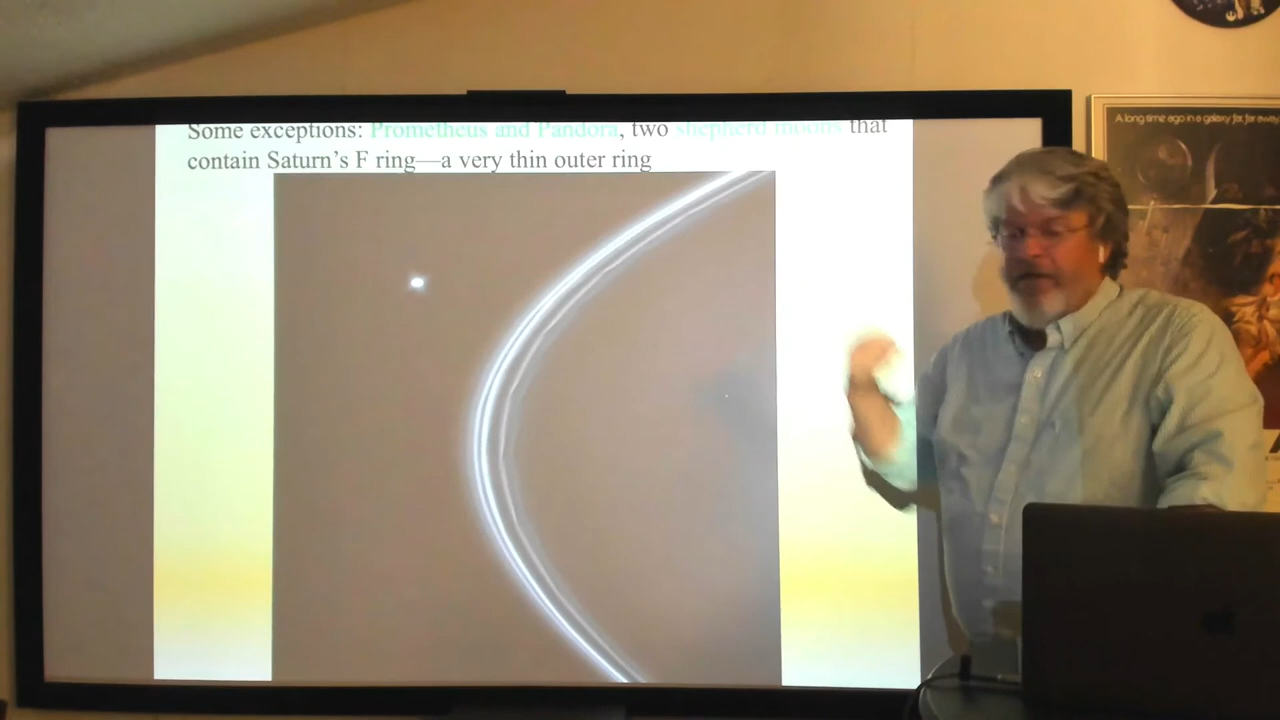 A long time ago in a galaxy far, far away
Some exceptions: Prometheus and Pandora, two shepherd moons that
contain Saturn’s F ring—a very thin outer ring